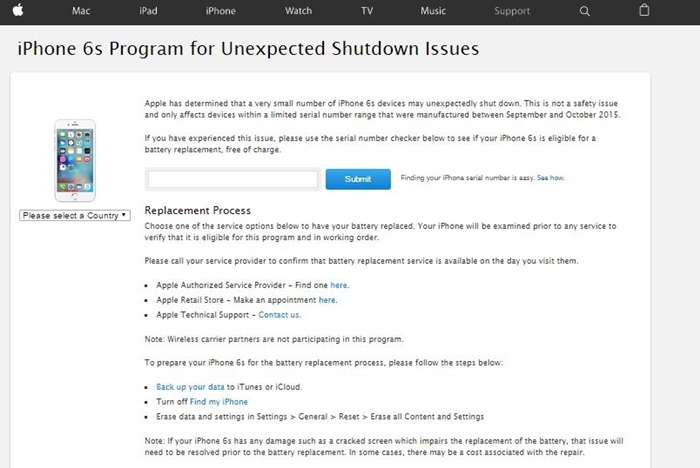 Mac iPad iPhone Watch TV Music Support
iPhone 6s Program for Unexpected Shutdown Issues
Apple has determined that a very small number of iPhone 6s devices may unexpectedly shut down. This is not a safety issue
and only affects devices within a limited serial number range that were manufactured between September and October 2015.
If you have experienced this issue, please use the serial number checker below to see if your iPhone 6s is eligible for a
battery replacement, free of charge.
Submit Finding your iPhone serial number is easy. See how.
Please select a Country
Replacement Process
Choose one of the service options below to have your battery replaced. Your iPhone will be examined prior to any service to
verify that it is eligible for this program and in working order.
Please call your service provider to confirm that battery replacement service is available on the day you visit them.
Apple Authorized Service Provider – Find one here.
Apple Retail Store – Make an appointment here.
Apple Technical Support – Contact us.
Note: Wireless carrier partners are not participating in this program.
To prepare your iPhone 6s for the battery replacement process, please follow the steps below:
Back up your data to iTunes or iCloud.
Turn off Find my iPhone
Erase data and settings in Settings > General > Reset > Erase all Content and Settings
Note: If your iPhone 6s has any damage such as a cracked screen which impairs the replacement of the battery, that issue will
need to be resolved prior to the battery replacement. In some cases, there may be a cost associated with the repair.